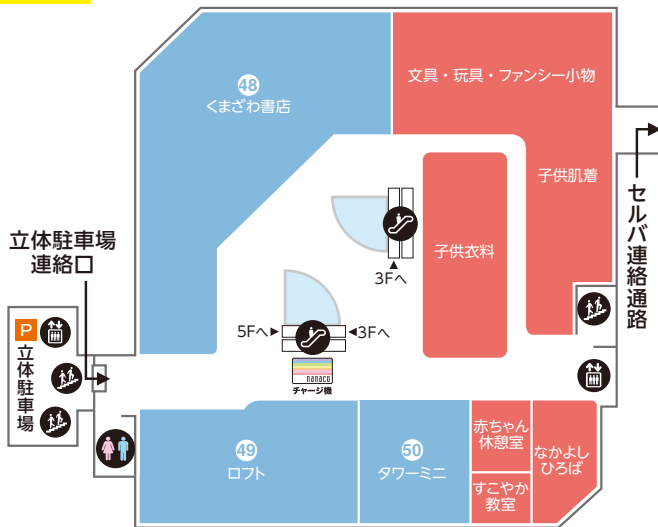 48
くまざわ書店
文具・玩具・ファンシー小物
子供肌着
子供衣料
セルバ連絡通路
立体駐車場
連絡口
3Fへ
5Fへ
3Fへ
nanaco
チャージ機
P
立体駐車場
49
ロフト
50
タワーミニ
赤ちゃん
休憩室
すこやか
教室
なかよし
ひろば